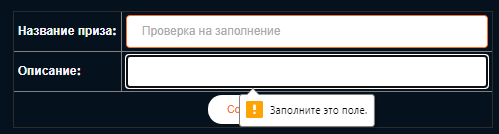 Название приза: Проверка на заполнение
Описание:
Заполните это поле.